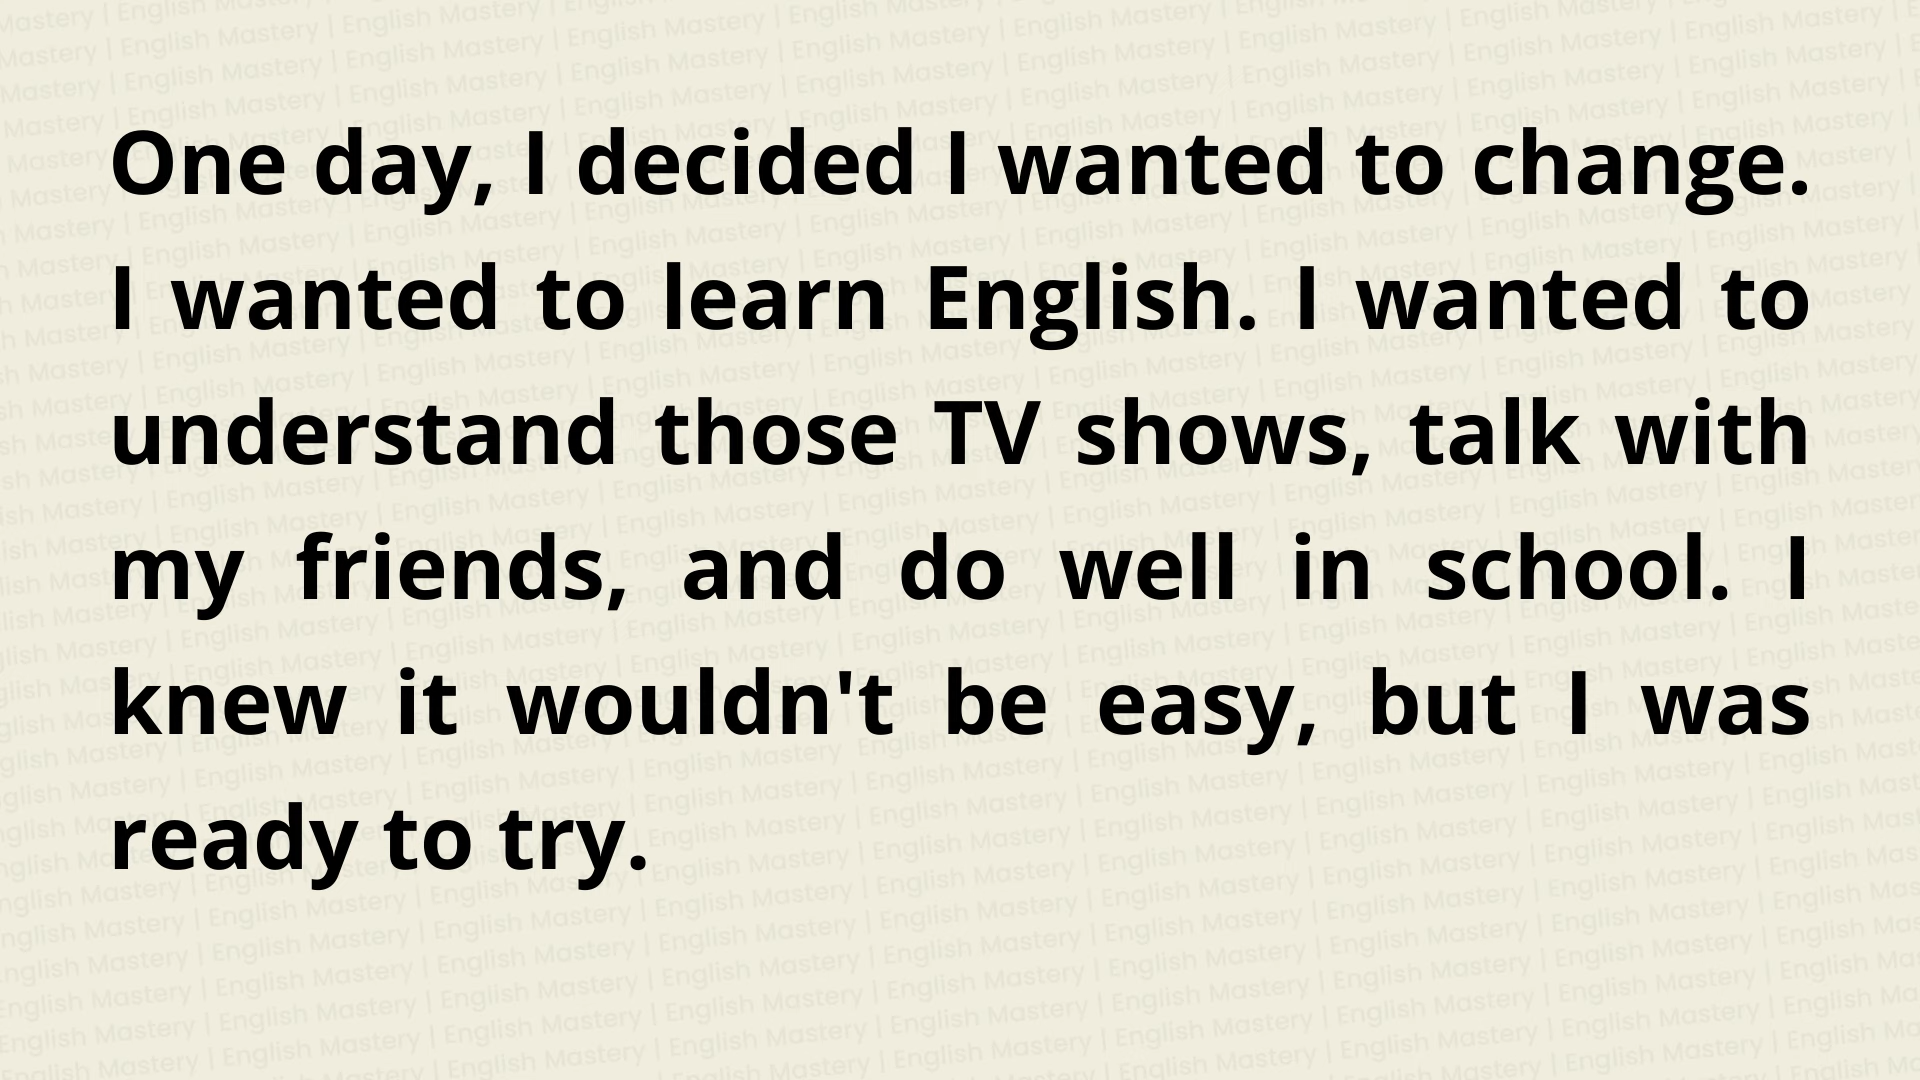 One day, I decided I wanted to change.
I wanted to learn English. I wanted to
understand those TV shows, talk with
my friends, and do well in school. I
knew it wouldn't be easy, but I was
ready to try.